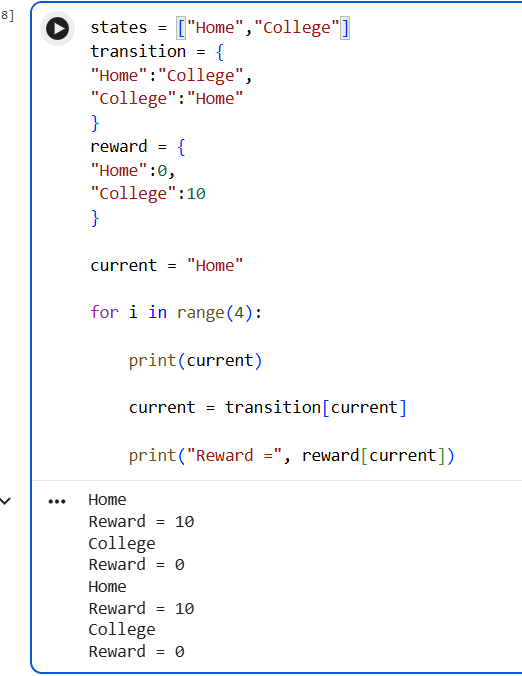 8]
states = ["Home","College"]
transition = {
"Home":"College",
"College":"Home"
}
reward = {
"Home":0,
"College":10
}
current = "Home"
for i in range(4):
    print(current)
    current = transition[current]
    print("Reward =", reward[current])
Home
Reward = 10
College
Reward = 0
Home
Reward = 10
College
Reward = 0